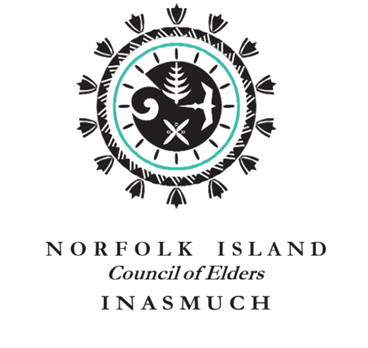 NORFOLK ISLAND
Council of Elders
INASMUCH